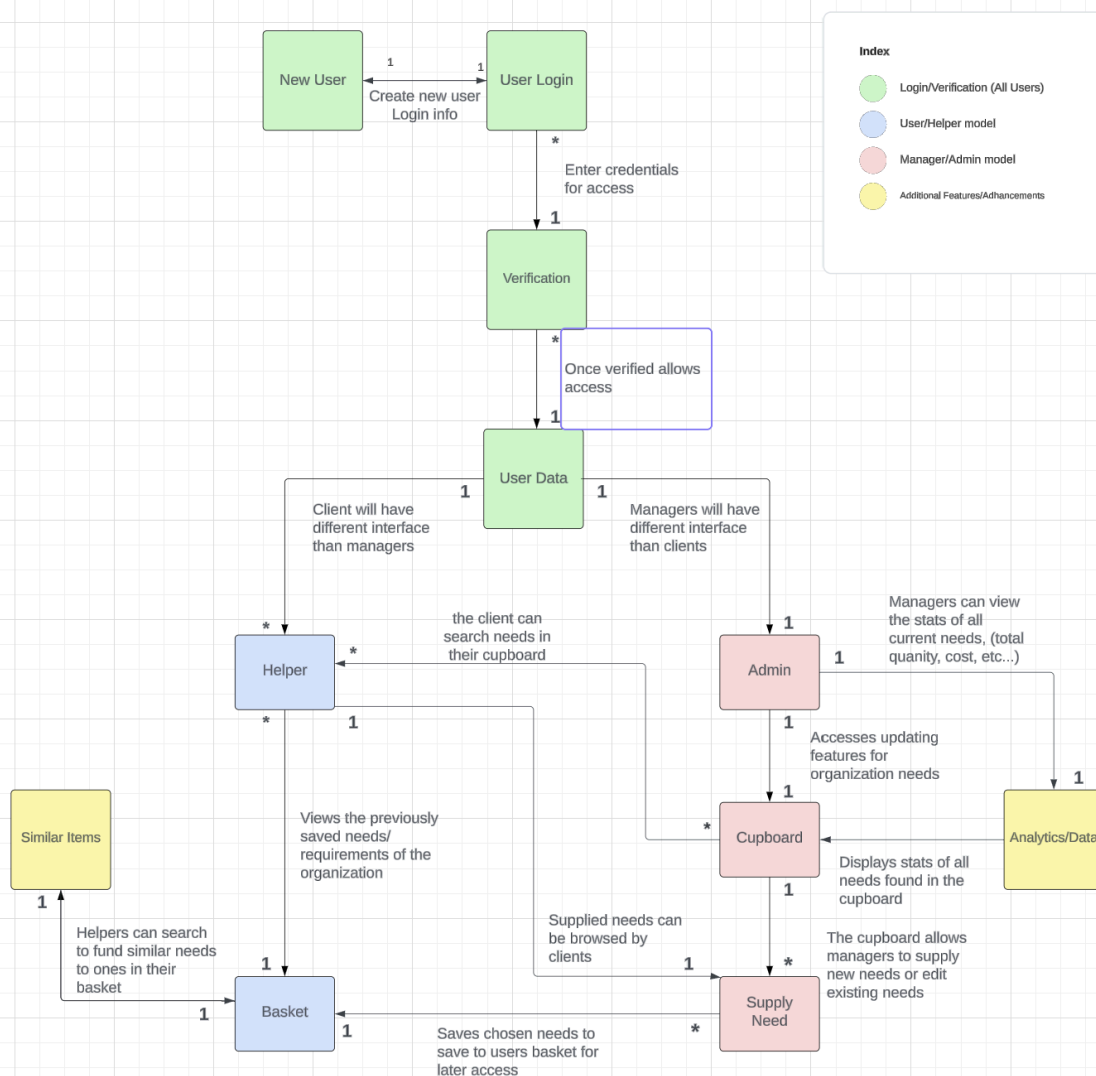 Index
Login/Verification (All Users)
User/Helper model
Manager/Admin model
Additional Features/Adhancements
New User
1
1
Create new user
Login info
User Login
*
Enter credentials
for access
1
Verification
*
Once verified allows
access
1
User Data
1
1
Client will have
different interface
than managers
Managers will have
different interface
than clients
*
1
Helper
*
the client can
search needs in
their cupboard
Admin
1
Managers can view
the stats of all
current needs, (total
quanity, cost, etc...)
*
1
1
Accesses updating
features for
organization needs
1
1
Similar Items
Views the previously
saved needs/
requirements of the
organization
*
Cupboard
Analytics/Data
Displays stats of all
needs found in the
cupboard
1
1
Helpers can search
to fund similar needs
to ones in their
basket
Supplied needs can
be browsed by
clients
The cupboard allows
managers to supply
new needs or edit
existing needs
1
1
*
1
Basket
1
Supply
Need
*
Saves chosen needs to
save to users basket for
later access